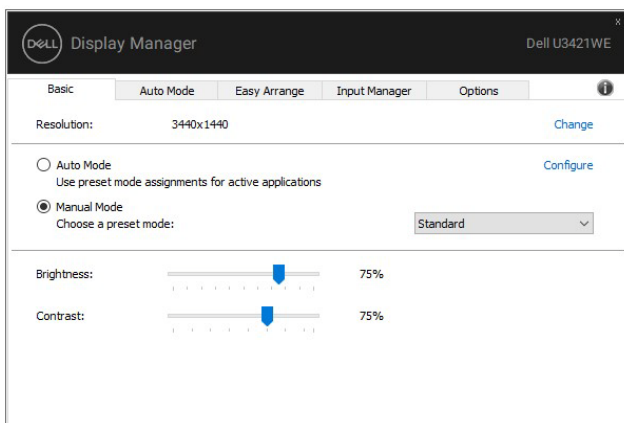 DELL Display Manager Dell U3421WE
x
Basic Auto Mode Easy Arrange Input Manager Options i
Resolution: 3440x1440 Change
Auto Mode Configure
Use preset mode assignments for active applications
Manual Mode
Choose a preset mode: Standard
Brightness: 75%
Contrast: 75%